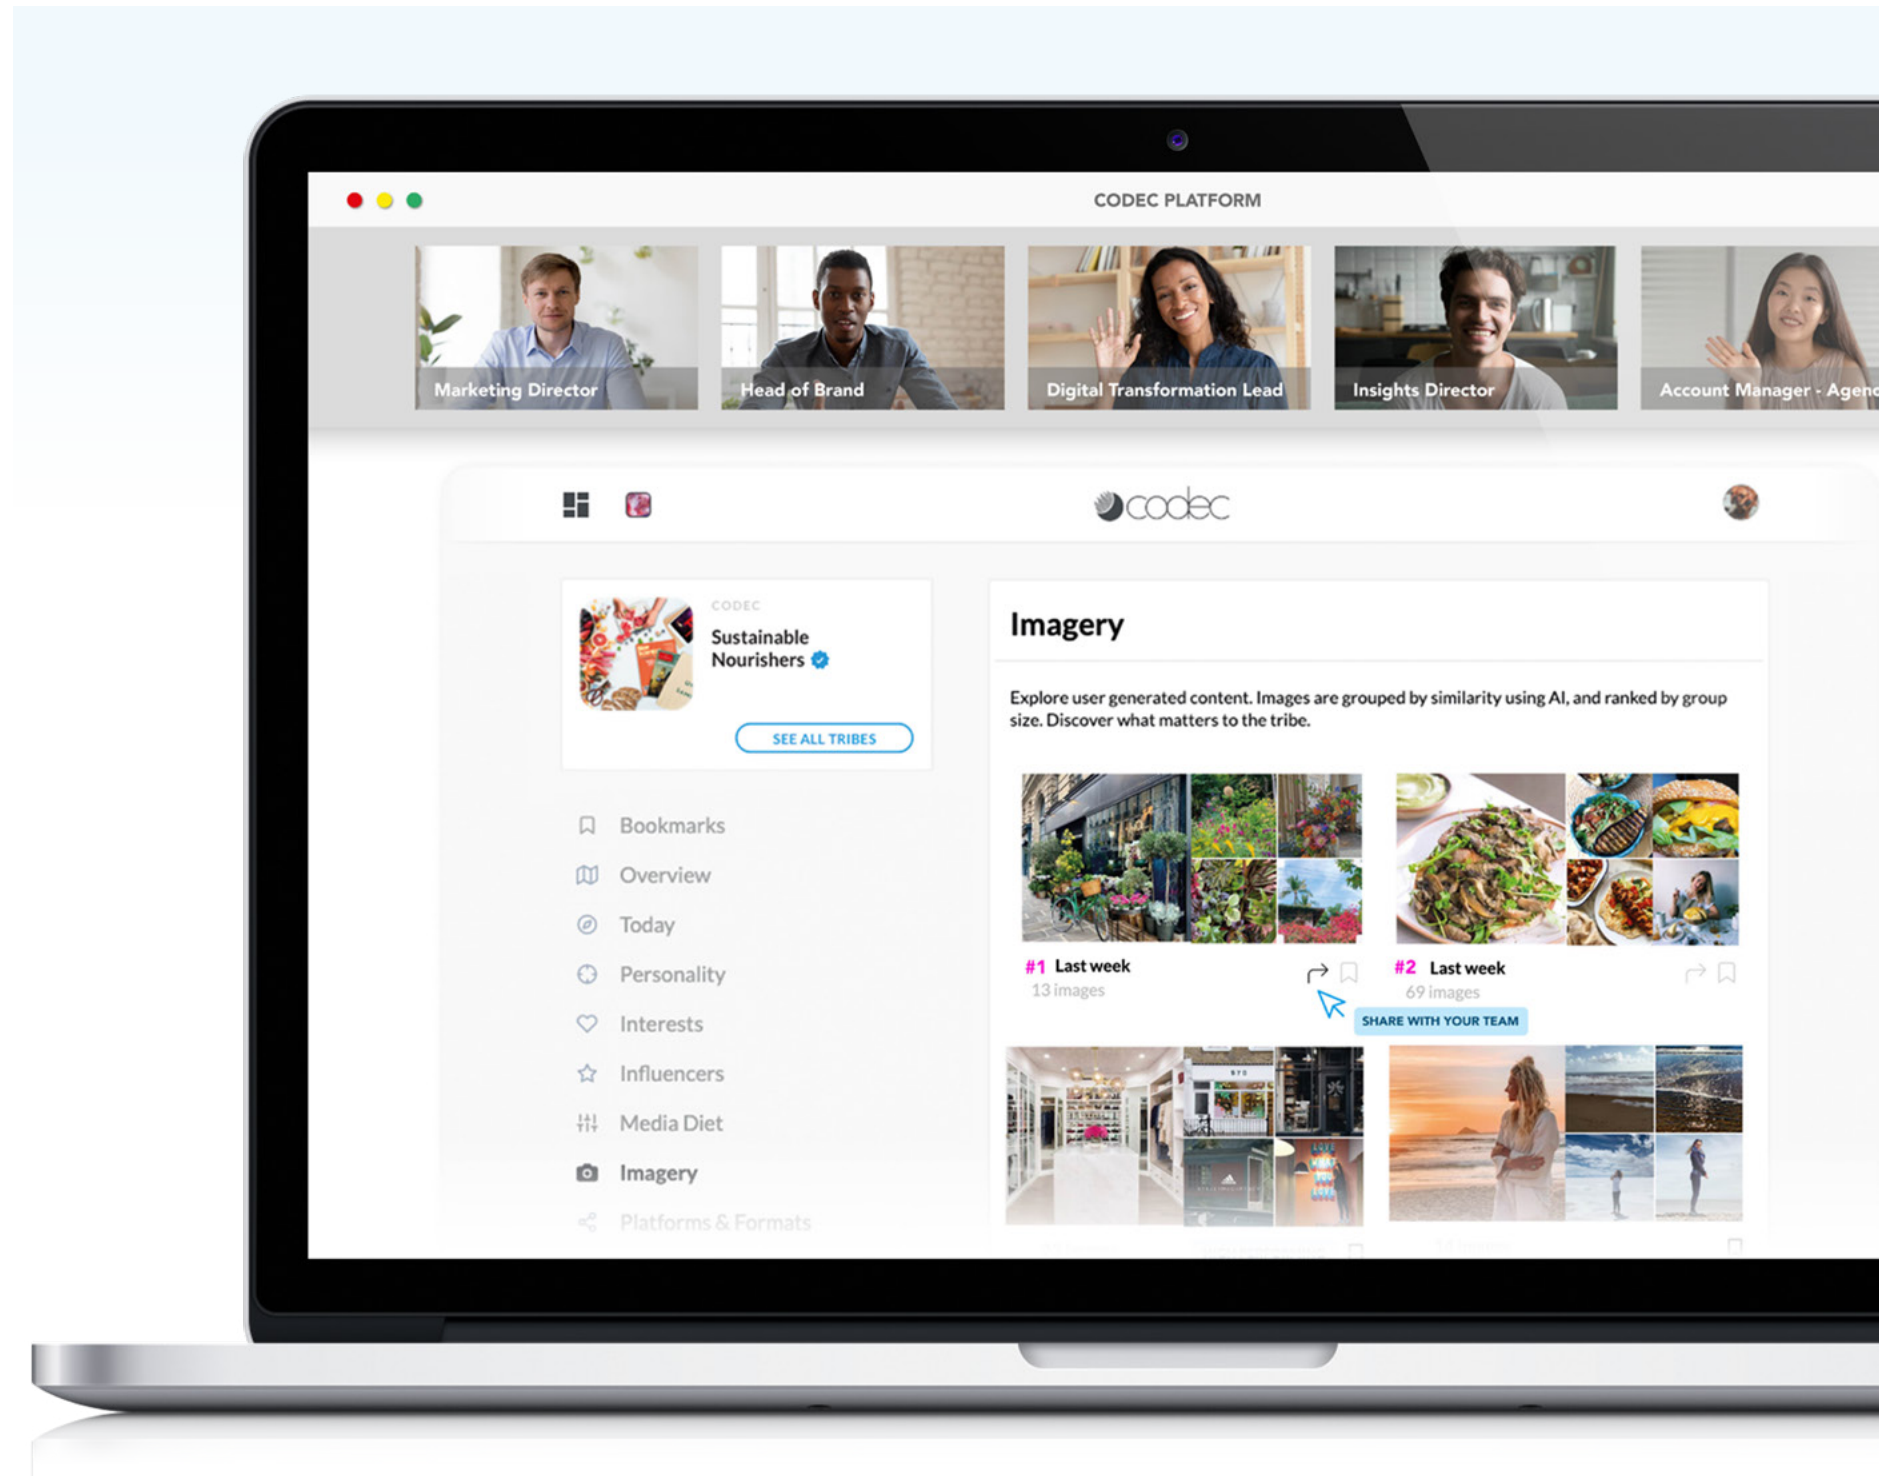 CODEC PLATFORM
Marketing Director
Head of Brand
Digital Transformation Lead
Insights Director
Account Manager - Agenc
codec
CODEC
Sustainable
Nourishers
SEE ALL TRIBES
Bookmarks
Overview
Today
Personality
Interests
Influencers
Media Diet
Imagery
Platforms & Formats
Imagery
Explore user generated content. Images are grouped by similarity using AI, and ranked by group
size. Discover what matters to the tribe.
#1 Last week
13 images
#2 Last week
69 images
SHARE WITH YOUR TEAM